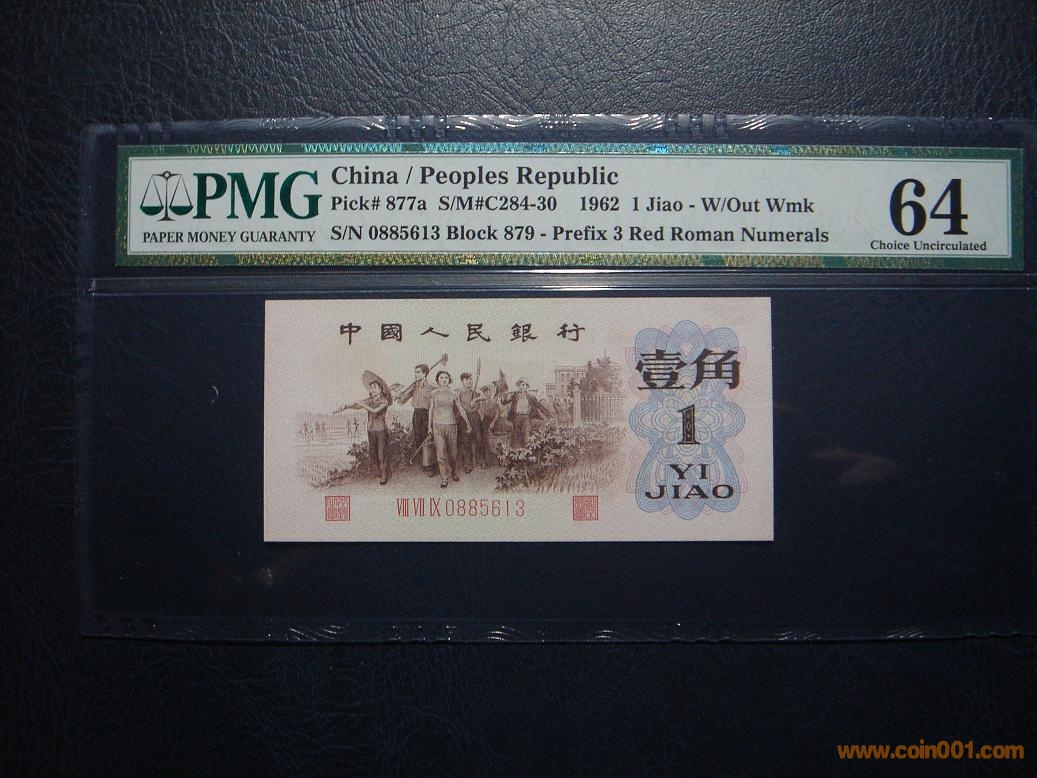 PMG
PAPER MONEY GUARANTY
China / Peoples Republic
Pick# 877a S/M#C284-30 1962 1 Jiao - W/Out Wmk
S/N 0885613 Block 879 - Prefix 3 Red Roman Numerals
64
Choice Uncirculated
中國人民銀行
壹角
1
YI
JIAO
VIII VII IX 0885613
www.coin001.com